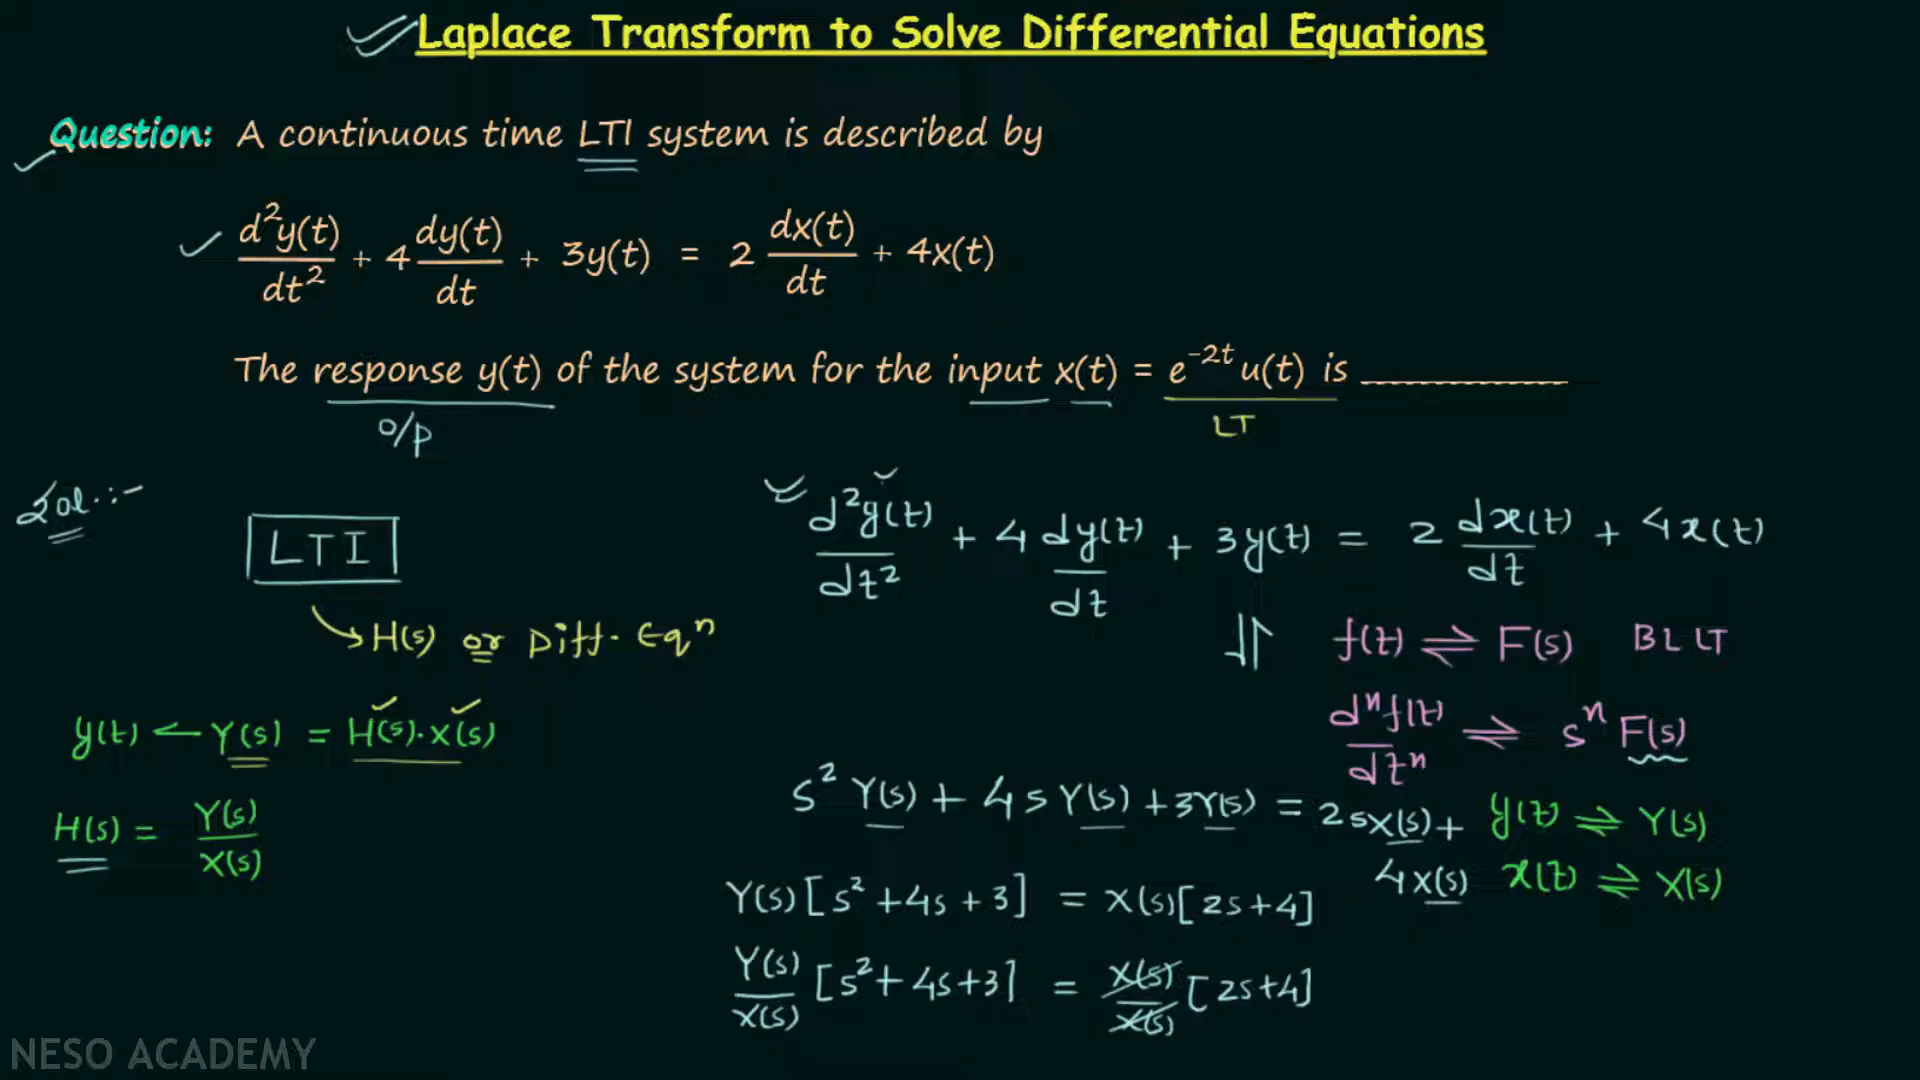 Laplace Transform to Solve Differential Equations
Question: A continuous time LTI system is described by
d²y(t)/dt² + 4 dy(t)/dt + 3y(t) = 2 dx(t)/dt + 4x(t)
The response y(t) of the system for the input x(t) = e⁻²ᵗ u(t) is ____________
o/p
LT
Sol.:-
LTI
d²y(t)/dt² + 4 dy(t)/dt + 3y(t) = 2 dx(t)/dt + 4x(t)
→ H(s) or Diff. Eqⁿ
⇃↾ f(t) ⇌ F(s) BLLT
dⁿf(t)/dtⁿ ⇌ sⁿ F(s)
y(t) ← Y(s) = H(s)·X(s)
H(s) = Y(s)/X(s)
s² Y(s) + 4sY(s) + 3Y(s) = 2sX(s) +
4X(s)
y(t) ⇌ Y(s)
x(t) ⇌ X(s)
Y(s)[s² + 4s + 3] = X(s)[2s+4]
Y(s)/X(s) [s² + 4s + 3] = X(s)/X(s) [2s+4]
NESO ACADEMY